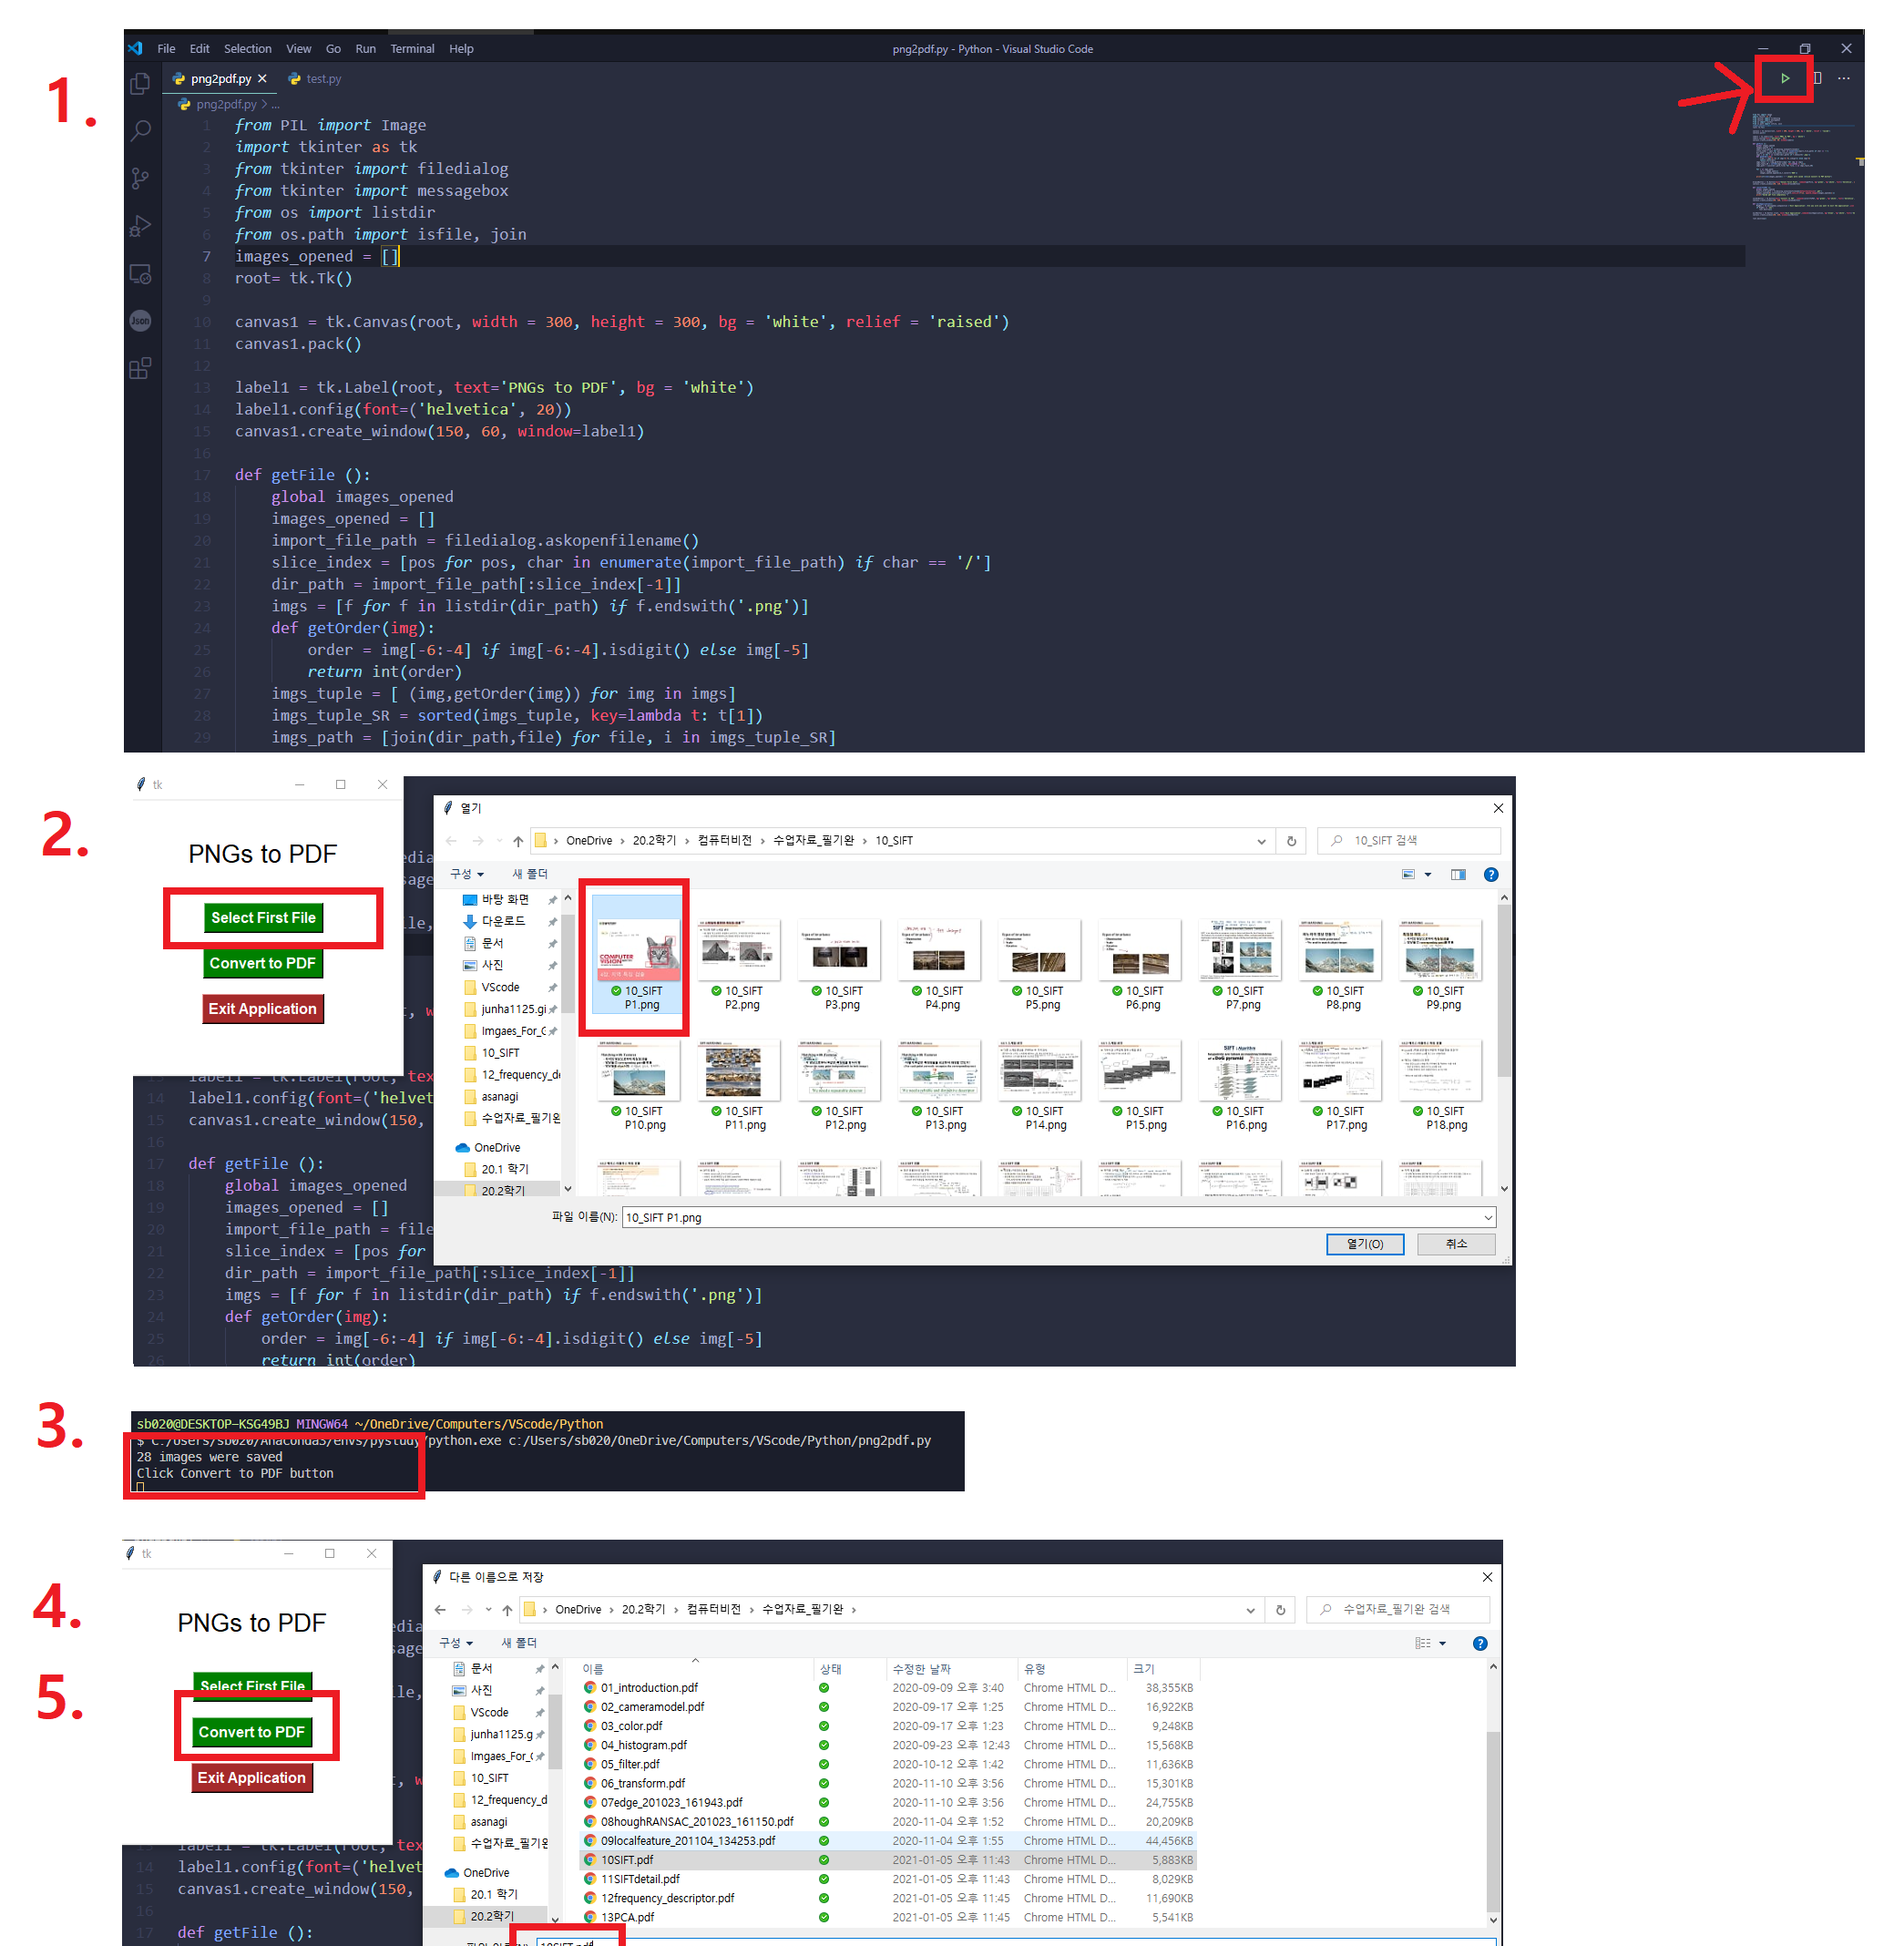 1.
File Edit Selection View Go Run Terminal Help
png2pdf.py - Python - Visual Studio Code
png2pdf.py test.py
png2pdf.py > ...
1 from PIL import Image
2 import tkinter as tk
3 from tkinter import filedialog
4 from tkinter import messagebox
5 from os import listdir
6 from os.path import isfile, join
7 images_opened = []
8 root= tk.Tk()
9
10 canvas1 = tk.Canvas(root, width = 300, height = 300, bg = 'white', relief = 'raised')
11 canvas1.pack()
12
13 label1 = tk.Label(root, text='PNGs to PDF', bg = 'white')
14 label1.config(font=('helvetica', 20))
15 canvas1.create_window(150, 60, window=label1)
16
17 def getFile ():
18 global images_opened
19 images_opened = []
20 import_file_path = filedialog.askopenfilename()
21 slice_index = [pos for pos, char in enumerate(import_file_path) if char == '/']
22 dir_path = import_file_path[:slice_index[-1]]
23 imgs = [f for f in listdir(dir_path) if f.endswith('.png')]
24 def getOrder(img):
25 order = img[-6:-4] if img[-6:-4].isdigit() else img[-5]
26 return int(order)
27 imgs_tuple = [ (img,getOrder(img)) for img in imgs]
28 imgs_tuple_SR = sorted(imgs_tuple, key=lambda t: t[1])
29 imgs_path = [join(dir_path,file) for file, i in imgs_tuple_SR]
Json
2.
tk
PNGs to PDF
Select First File
Convert to PDF
Exit Application
열기
OneDrive > 20.2학기 > 컴퓨터비전 > 수업자료_필기완 > 10_SIFT
10_SIFT 검색
구성 새 폴더
바탕 화면
다운로드
문서
사진
VScode
junha1125.gi
Imgaes_For_G
10_SIFT
12_frequency_de
asanagi
수업자료_필기완
OneDrive
20.1 학기
20.2학기
COMPUTER VISION
10_SIFT P1.png
10_SIFT P2.png
10_SIFT P3.png
10_SIFT P4.png
10_SIFT P5.png
10_SIFT P6.png
10_SIFT P7.png
10_SIFT P8.png
10_SIFT P9.png
10_SIFT P10.png
10_SIFT P11.png
10_SIFT P12.png
10_SIFT P13.png
10_SIFT P14.png
10_SIFT P15.png
10_SIFT P16.png
10_SIFT P17.png
10_SIFT P18.png
파일 이름(N): 10_SIFT P1.png
열기(O) 취소
14 label1.config(font=('helvet
15 canvas1.create_window(150,
16
17 def getFile ():
18 global images_opened
19 images_opened = []
20 import_file_path = file
21 slice_index = [pos for
22 dir_path = import_file_path[:slice_index[-1]]
23 imgs = [f for f in listdir(dir_path) if f.endswith('.png')]
24 def getOrder(img):
25 order = img[-6:-4] if img[-6:-4].isdigit() else img[-5]
26 return int(order)
3.
sb020@DESKTOP-KSG49BJ MINGW64 ~/OneDrive/Computers/VScode/Python
$ C:/Users/sb020/Anaconda3/envs/pystudy/python.exe c:/Users/sb020/OneDrive/Computers/VScode/Python/png2pdf.py
28 images were saved
Click Convert to PDF button
4.
5.
tk
PNGs to PDF
Select First File
Convert to PDF
Exit Application
다른 이름으로 저장
OneDrive > 20.2학기 > 컴퓨터비전 > 수업자료_필기완 >
수업자료_필기완 검색
구성 새 폴더
문서
사진
VScode
junha1125.g
Imgaes_For_(
10_SIFT
12_frequency_d
asanagi
수업자료_필기완
OneDrive
20.1 학기
20.2학기
이름 상태 수정한 날짜 유형 크기
01_introduction.pdf 2020-09-09 오후 3:40 Chrome HTML D... 38,355KB
02_cameramodel.pdf 2020-09-17 오후 1:25 Chrome HTML D... 16,922KB
03_color.pdf 2020-09-17 오후 1:23 Chrome HTML D... 9,248KB
04_histogram.pdf 2020-09-23 오후 12:43 Chrome HTML D... 15,568KB
05_filter.pdf 2020-10-12 오후 1:42 Chrome HTML D... 11,636KB
06_transform.pdf 2020-11-10 오후 3:56 Chrome HTML D... 15,301KB
07edge_201023_161943.pdf 2020-11-10 오후 3:56 Chrome HTML D... 24,755KB
08houghRANSAC_201023_161150.pdf 2020-11-04 오후 1:52 Chrome HTML D... 20,209KB
09localfeature_201104_134253.pdf 2020-11-04 오후 1:55 Chrome HTML D... 44,456KB
10SIFT.pdf 2021-01-05 오후 11:43 Chrome HTML D... 5,883KB
11SIFTdetail.pdf 2021-01-05 오후 11:43 Chrome HTML D... 8,029KB
12frequency_descriptor.pdf 2021-01-05 오후 11:45 Chrome HTML D... 11,690KB
13PCA.pdf 2021-01-05 오후 11:45 Chrome HTML D... 5,541KB
14 label1.config(font=('helvet
15 canvas1.create_window(150,
16
17 def getFile ():